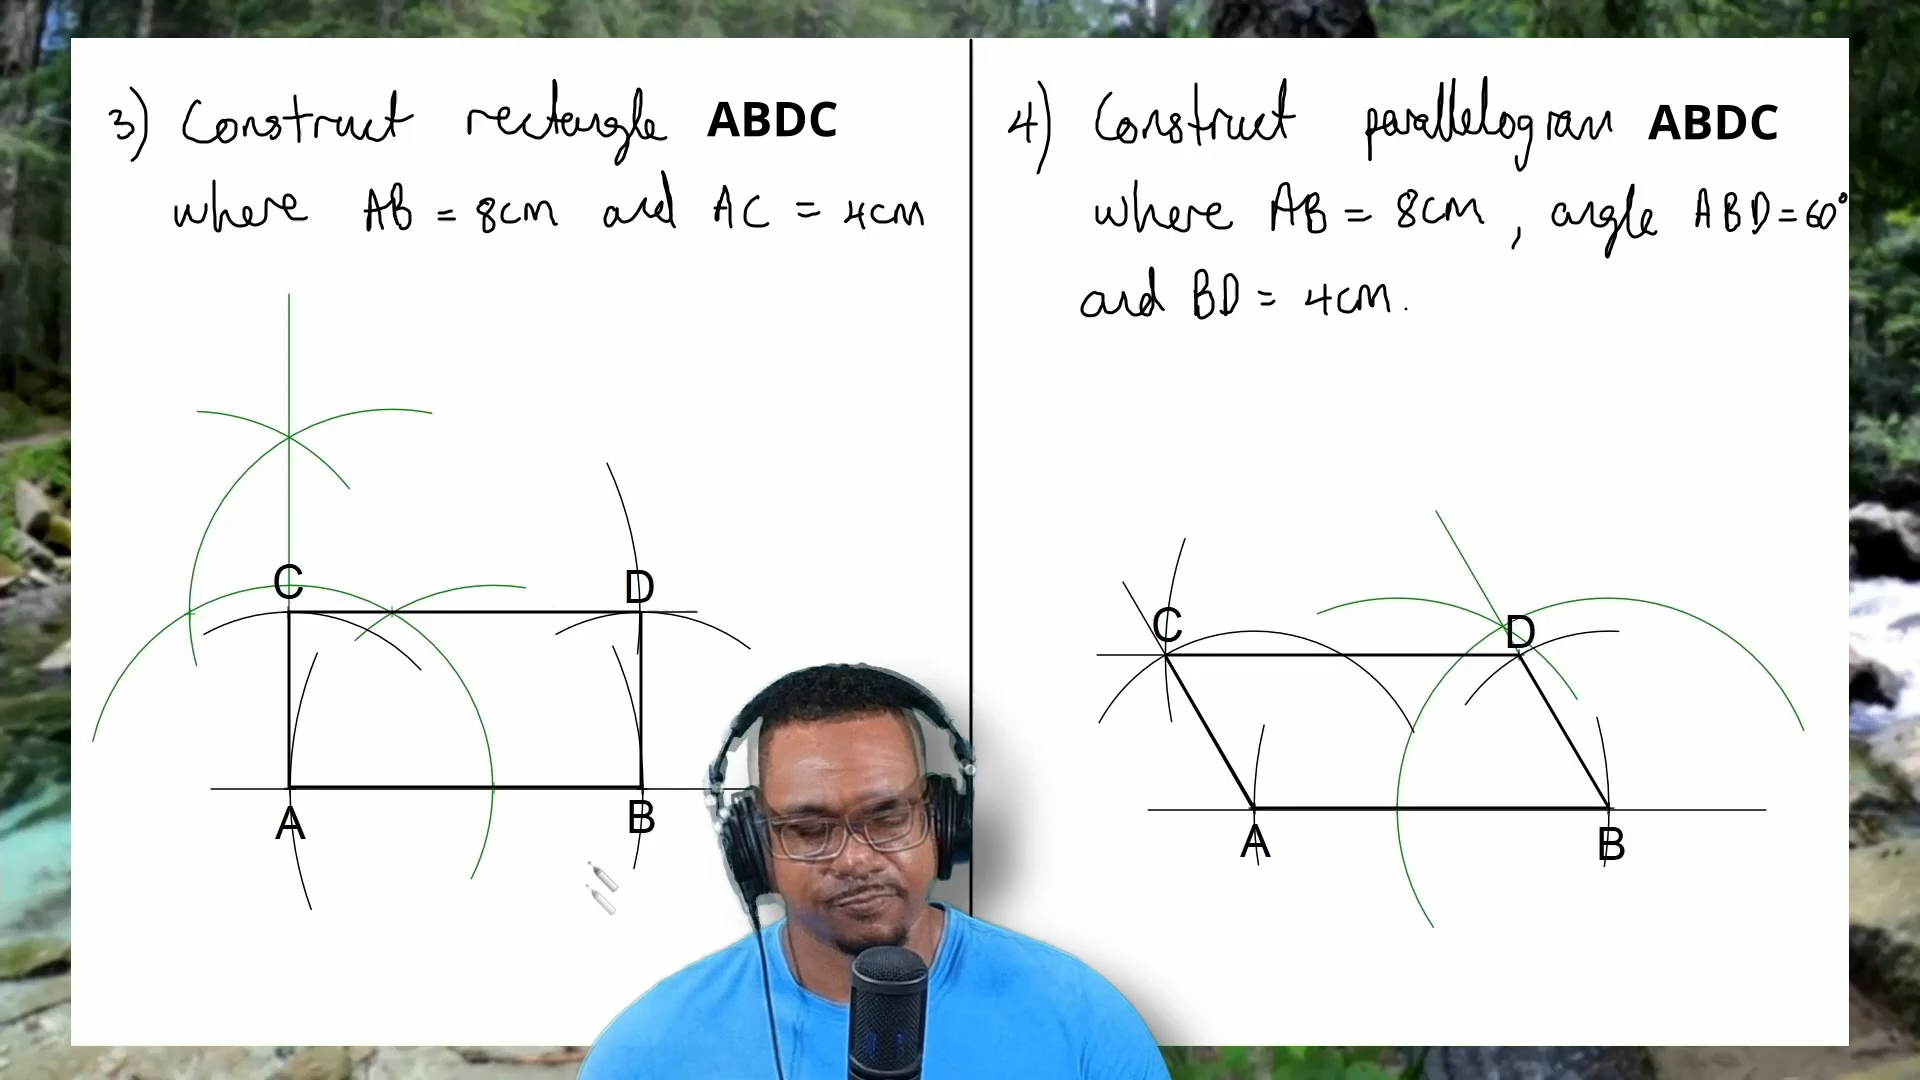 3) Construct rectangle ABDC
where AB = 8cm and AC = 4cm
C
D
A
B
4) Construct parallelogram ABDC
where AB = 8cm, angle ABD = 60°
and BD = 4cm.
C
D
A
B